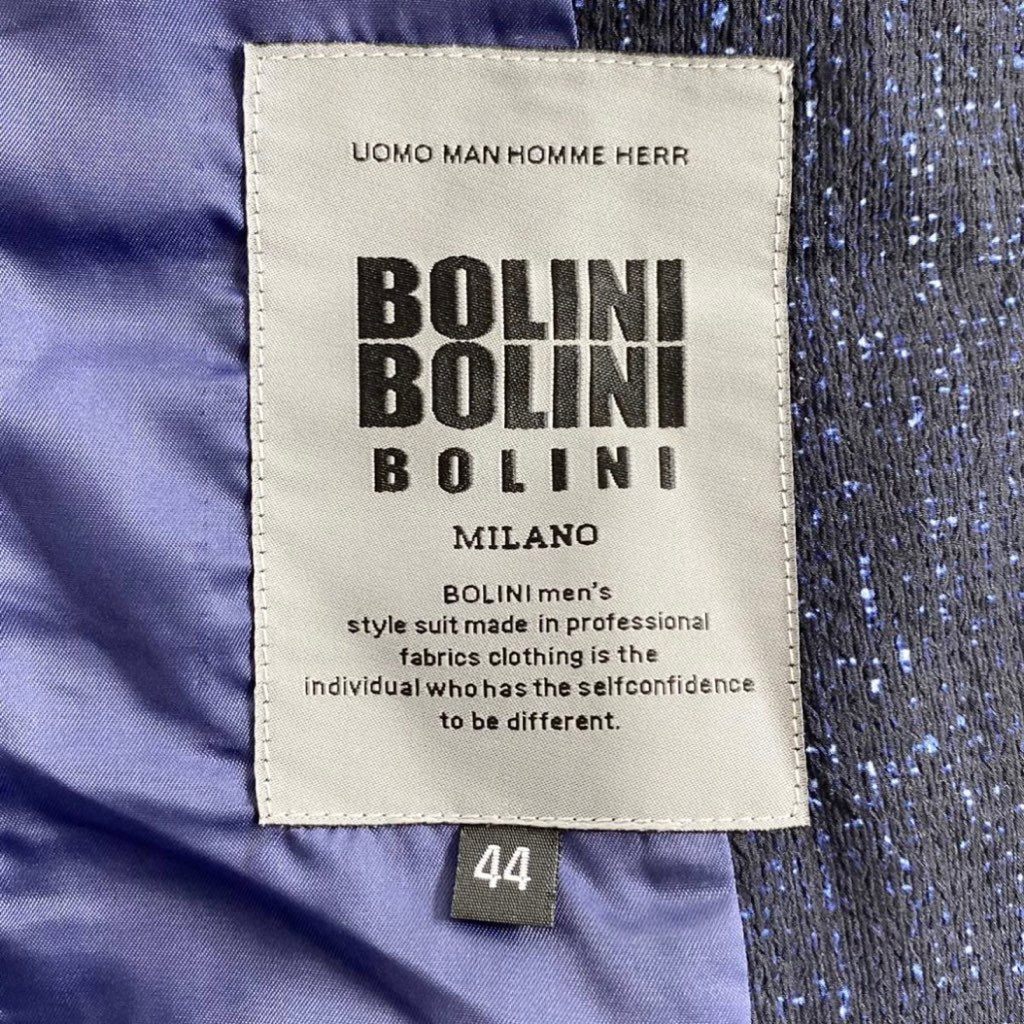 UOMO MAN HOMME HERR
BOLINI
BOLINI
BOLINI
MILANO
BOLINI men's
style suit made in professional
fabrics clothing is the
individual who has the selfconfidence
to be different.
44